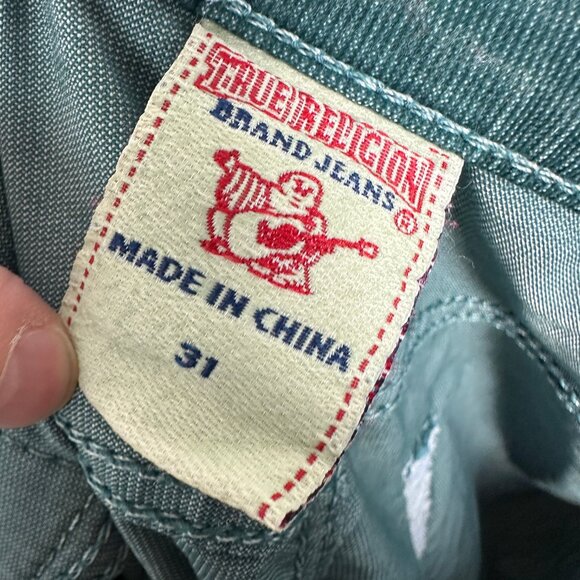 TRUE RELIGION
BRAND JEANS®
MADE IN CHINA
31